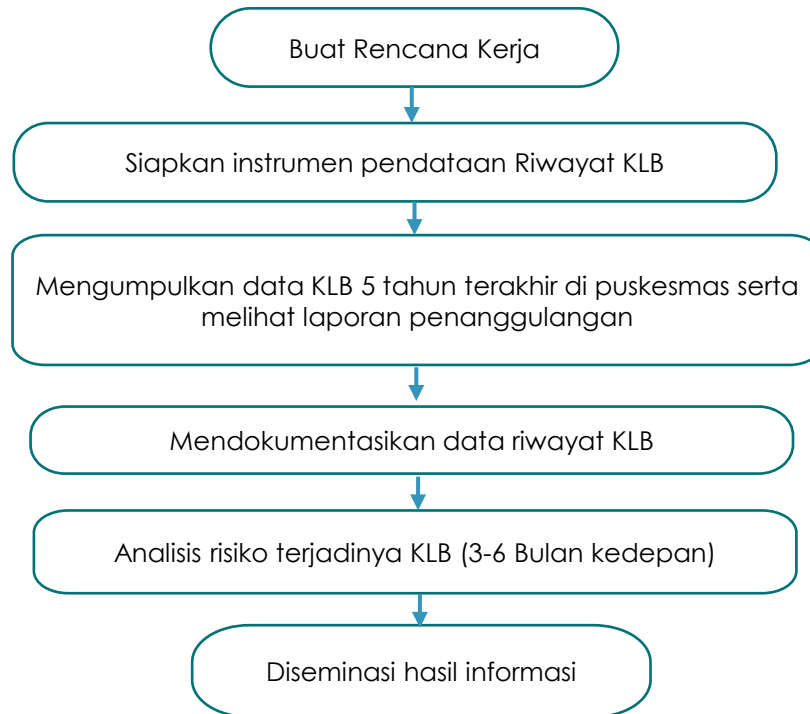 Buat Rencana Kerja
Siapkan instrumen pendataan Riwayat KLB
Mengumpulkan data KLB 5 tahun terakhir di puskesmas serta
melihat laporan penanggulangan
Mendokumentasikan data riwayat KLB
Analisis risiko terjadinya KLB (3-6 Bulan kedepan)
Diseminasi hasil informasi